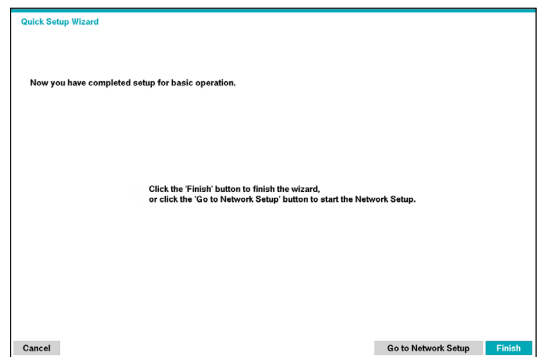 Quick Setup Wizard
Now you have completed setup for basic operation.
Click the 'Finish' button to finish the wizard,
or click the 'Go to Network Setup' button to start the Network Setup.
Cancel
Go to Network Setup
Finish